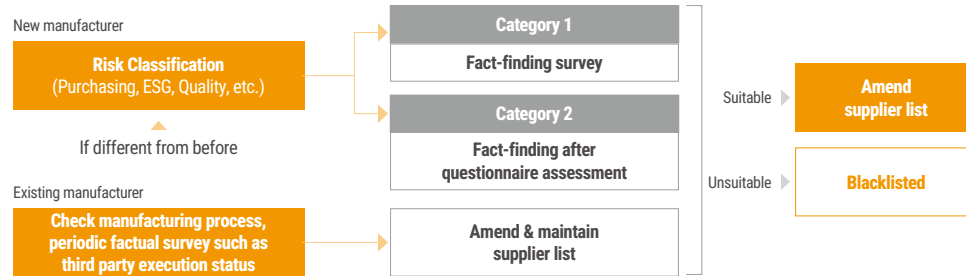 New manufacturer
Risk Classification
(Purchasing, ESG, Quality, etc.)
If different from before
Existing manufacturer
Check manufacturing process,
periodic factual survey such as
third party execution status
Category 1
Fact-finding survey
Category 2
Fact-finding after
questionnaire assessment
Amend & maintain
supplier list
Suitable
Amend
supplier list
Unsuitable
Blacklisted